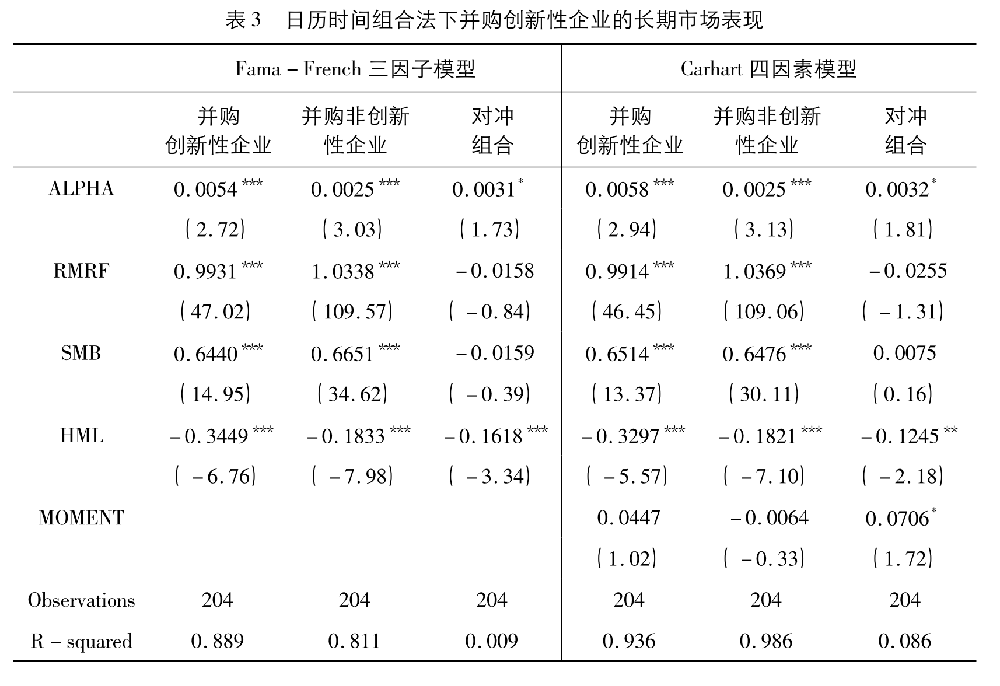 表3 日历时间组合法下并购创新性企业的长期市场表现
Fama-French 三因子模型 Carhart 四因素模型
并购 并购非创新 对冲 并购 并购非创新 对冲
创新性企业 性企业 组合 创新性企业 性企业 组合
ALPHA 0.0054*** 0.0025*** 0.0031* 0.0058*** 0.0025*** 0.0032*
(2.72) (3.03) (1.73) (2.94) (3.13) (1.81)
RMRF 0.9931*** 1.0338*** -0.0158 0.9914*** 1.0369*** -0.0255
(47.02) (109.57) (-0.84) (46.45) (109.06) (-1.31)
SMB 0.6440*** 0.6651*** -0.0159 0.6514*** 0.6476*** 0.0075
(14.95) (34.62) (-0.39) (13.37) (30.11) (0.16)
HML -0.3449*** -0.1833*** -0.1618*** -0.3297*** -0.1821*** -0.1245**
(-6.76) (-7.98) (-3.34) (-5.57) (-7.10) (-2.18)
MOMENT 0.0447 -0.0064 0.0706*
(1.02) (-0.33) (1.72)
Observations 204 204 204 204 204 204
R-squared 0.889 0.811 0.009 0.936 0.986 0.086